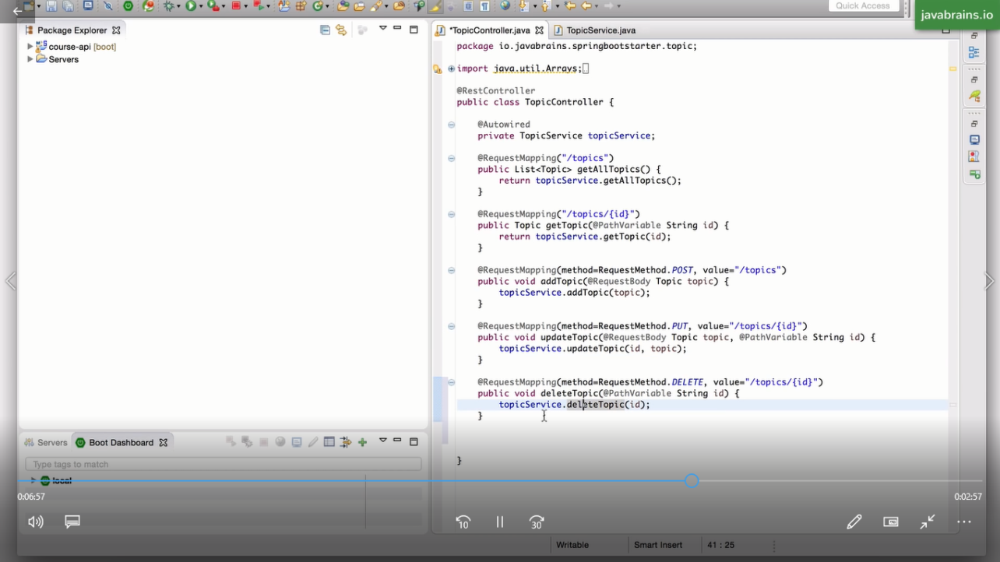 Quick Access
javabrains.io
Package Explorer
course-api [boot]
Servers
*TopicController.java
TopicService.java
package io.javabrains.springbootstarter.topic;
import java.util.Arrays;
@RestController
public class TopicController {
@Autowired
private TopicService topicService;
@RequestMapping("/topics")
public List<Topic> getAllTopics() {
return topicService.getAllTopics();
}
@RequestMapping("/topics/{id}")
public Topic getTopic(@PathVariable String id) {
return topicService.getTopic(id);
}
@RequestMapping(method=RequestMethod.POST, value="/topics")
public void addTopic(@RequestBody Topic topic) {
topicService.addTopic(topic);
}
@RequestMapping(method=RequestMethod.PUT, value="/topics/{id}")
public void updateTopic(@RequestBody Topic topic, @PathVariable String id) {
topicService.updateTopic(id, topic);
}
@RequestMapping(method=RequestMethod.DELETE, value="/topics/{id}")
public void deleteTopic(@PathVariable String id) {
topicService.deleteTopic(id);
}
}
Servers
Boot Dashboard
Type tags to match
local
0:06:57
0:02:57
10
30
Writable
Smart Insert
41 : 25